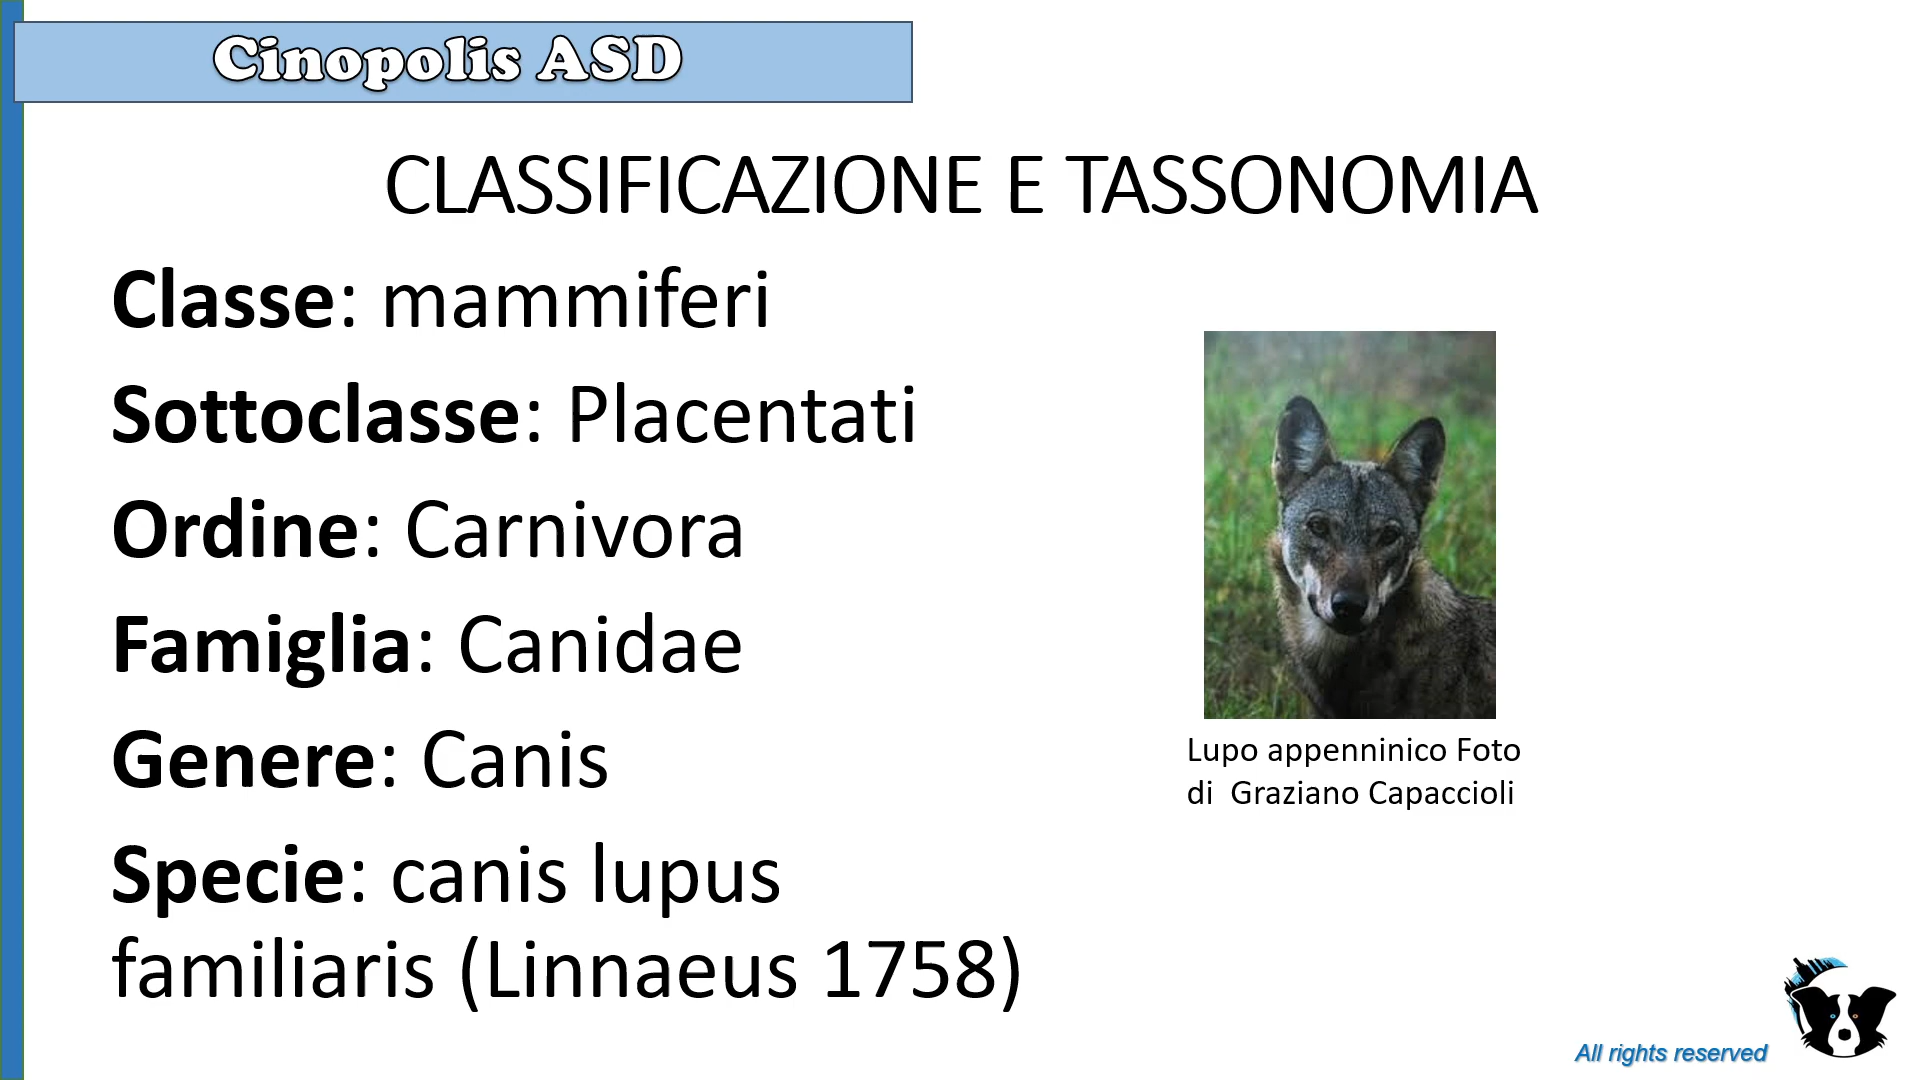 Cinopolis ASD
CLASSIFICAZIONE E TASSONOMIA
Classe: mammiferi
Sottoclasse: Placentati
Ordine: Carnivora
Famiglia: Canidae
Genere: Canis
Specie: canis lupus
familiaris (Linnaeus 1758)
Lupo appenninico Foto
di  Graziano Capaccioli
All rights reserved